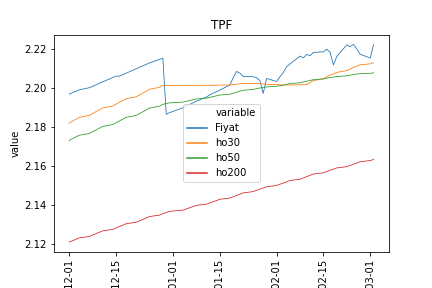 TPF
value
2.22
2.20
2.18
2.16
2.14
2.12
variable
Fiyat
ho30
ho50
ho200
12-01
12-15
01-01
01-15
02-01
02-15
03-01